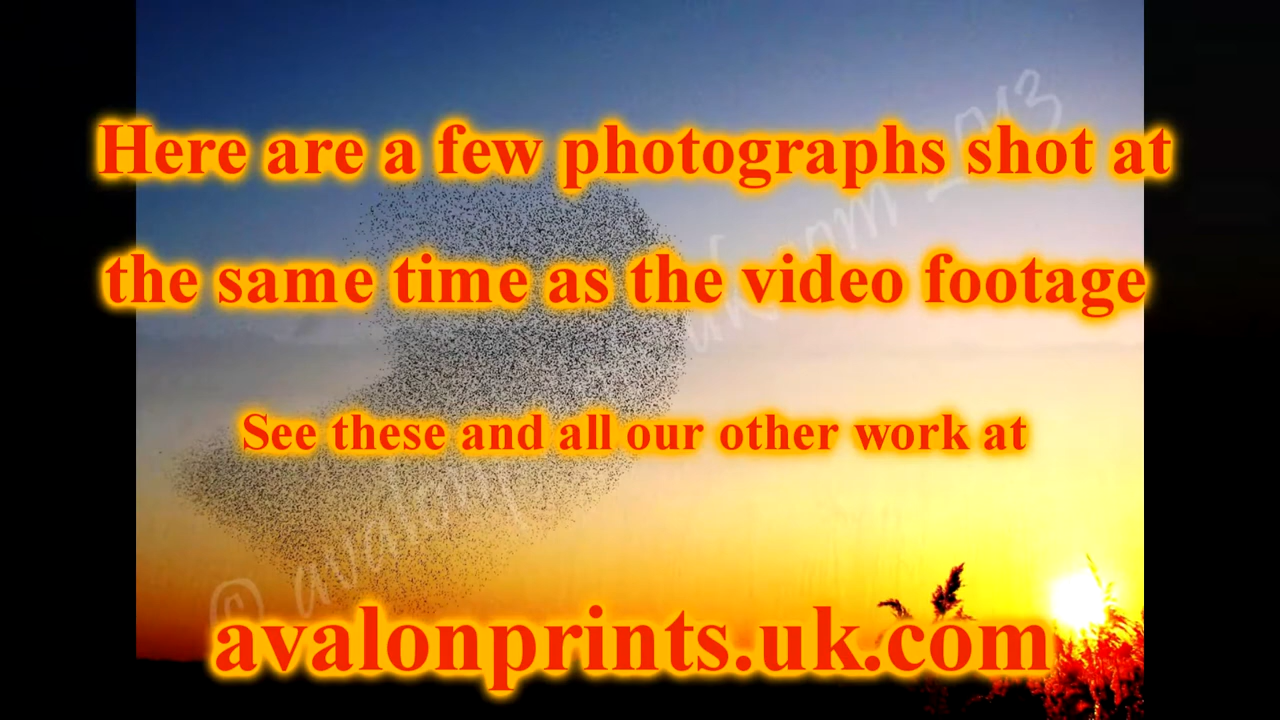 Here are a few photographs shot at
the same time as the video footage
See these and all our other work at
avalonprints.uk.com